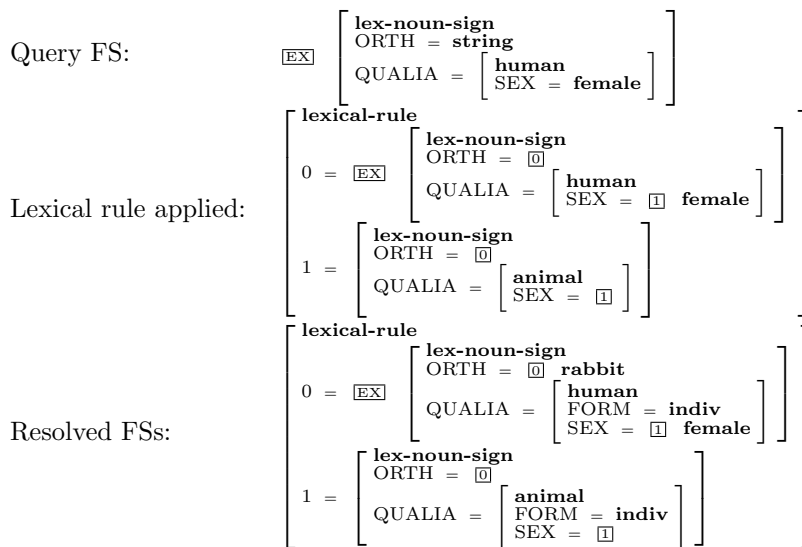 lex-noun-sign
ORTH = string
Query FS: EX QUALIA = human
SEX = female
lexical-rule
lex-noun-sign
ORTH = 0
0 = EX QUALIA = human
SEX = 1 female
Lexical rule applied:
lex-noun-sign
ORTH = 0
1 = QUALIA = animal
SEX = 1
lexical-rule
lex-noun-sign
ORTH = 0 rabbit
0 = EX QUALIA = human
FORM = indiv
SEX = 1 female
Resolved FSs:
lex-noun-sign
ORTH = 0
1 = QUALIA = animal
FORM = indiv
SEX = 1